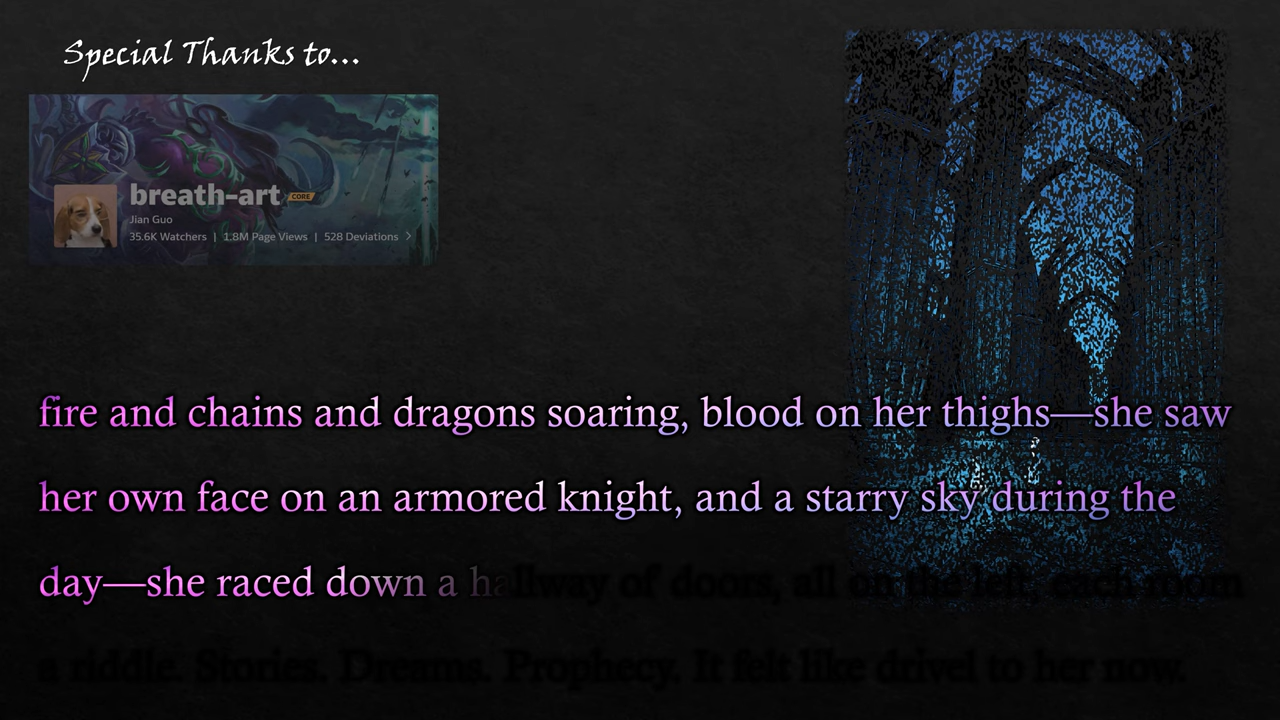 Special Thanks to...
breath-art CORE
Jian Guo
35.6K Watchers | 1.8M Page Views | 528 Deviations >
fire and chains and dragons soaring, blood on her thighs—she saw
her own face on an armored knight, and a starry sky during the
day—she raced down a hallway of doors, all on the left, each room
a riddle. Stories. Dreams. Prophecy. It felt like drivel to her now.